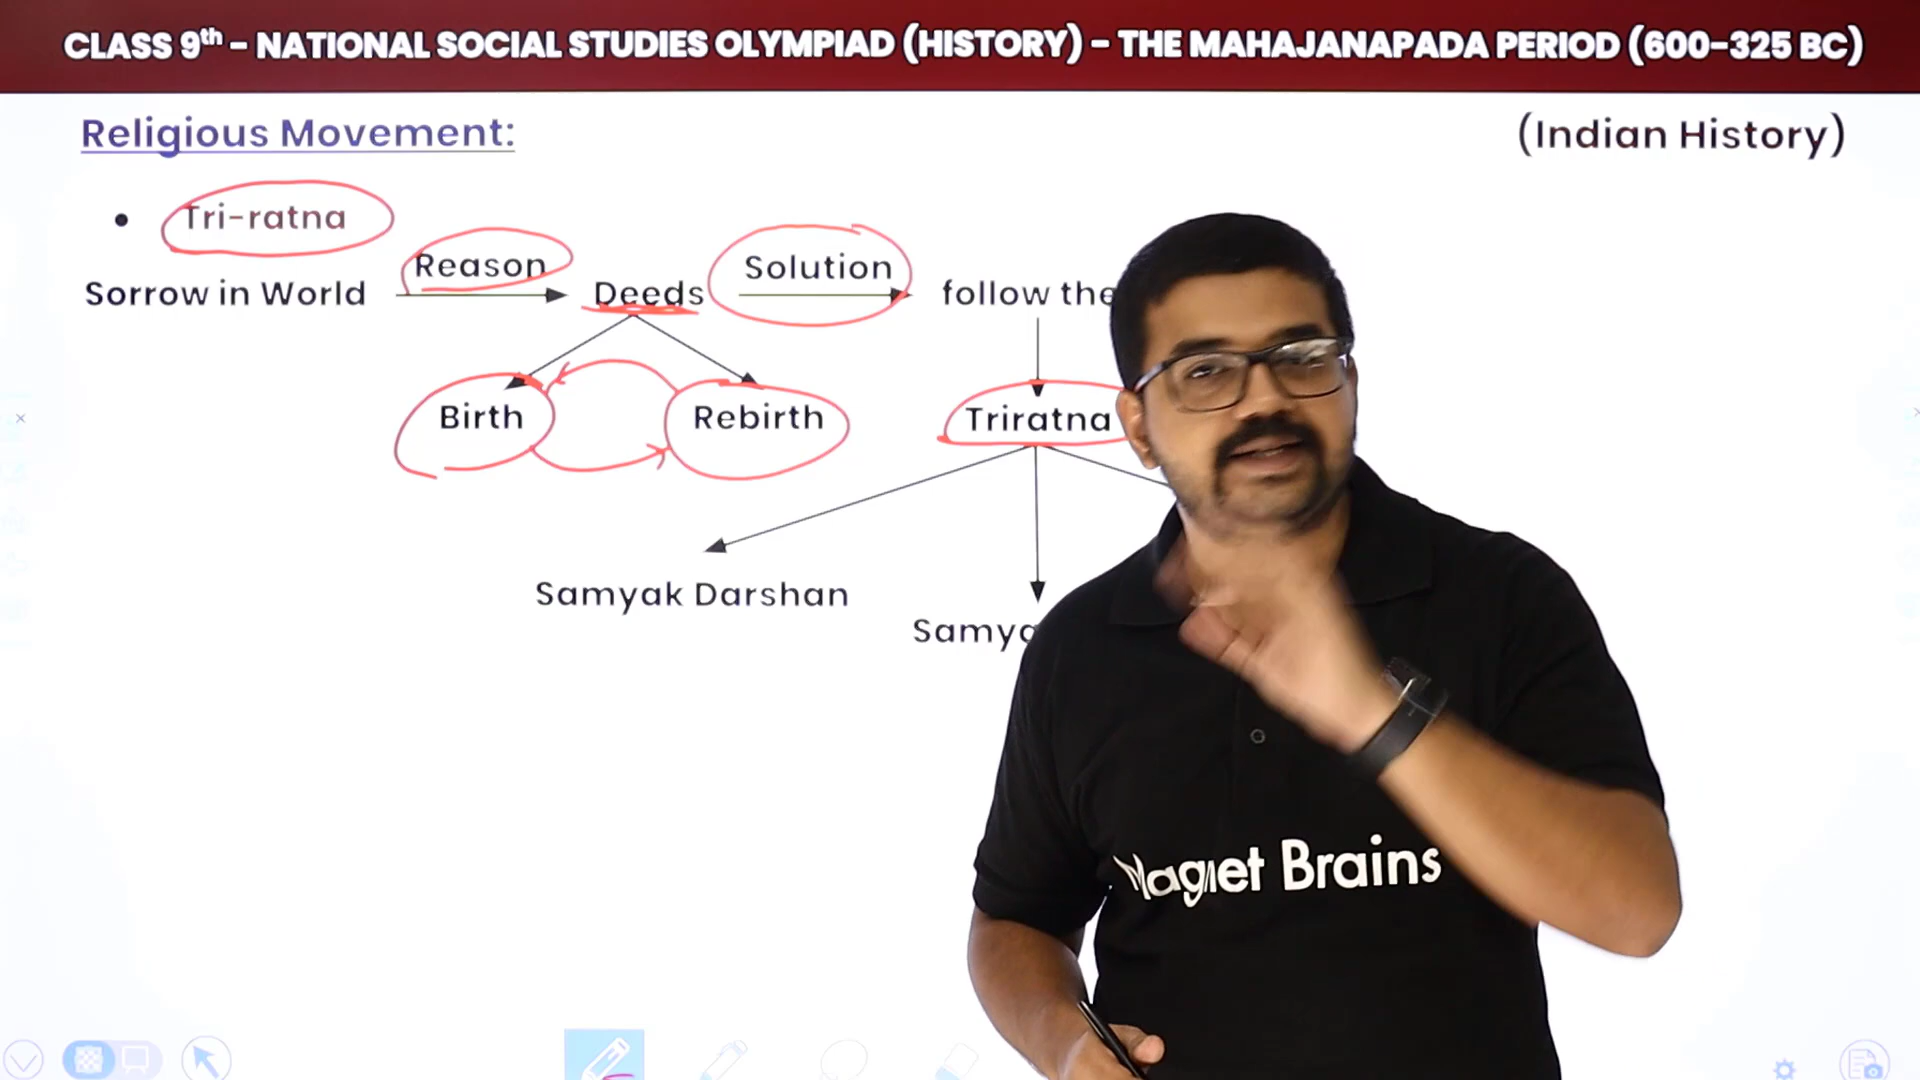 CLASS 9th - NATIONAL SOCIAL STUDIES OLYMPIAD (HISTORY) - THE MAHAJANAPADA PERIOD (600-325 BC)
Religious Movement:
(Indian History)
• Tri-ratna
Reason
Solution
Sorrow in World
Deeds
follow the
Birth
Rebirth
Triratna
Samyak Darshan
Magnet Brains